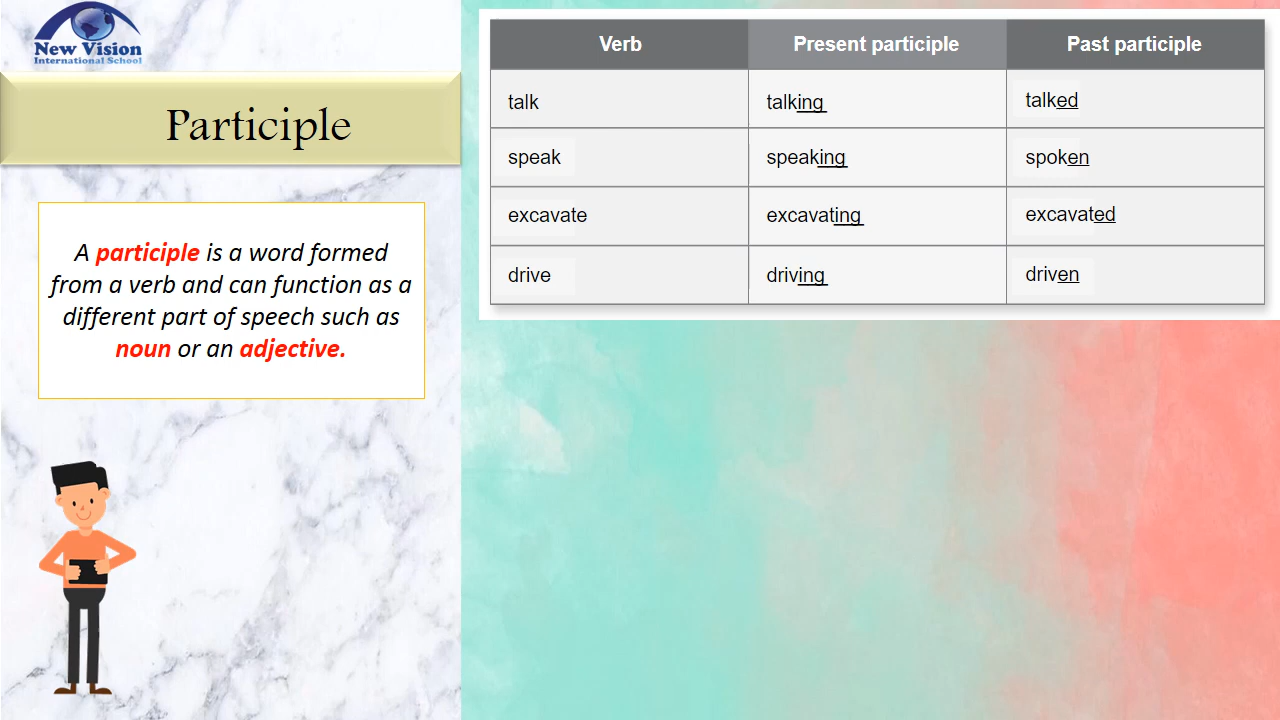 New Vision
International School
Participle
A participle is a word formed
from a verb and can function as a
different part of speech such as
noun or an adjective.
Verb Present participle Past participle
talk talking talked
speak speaking spoken
excavate excavating excavated
drive driving driven